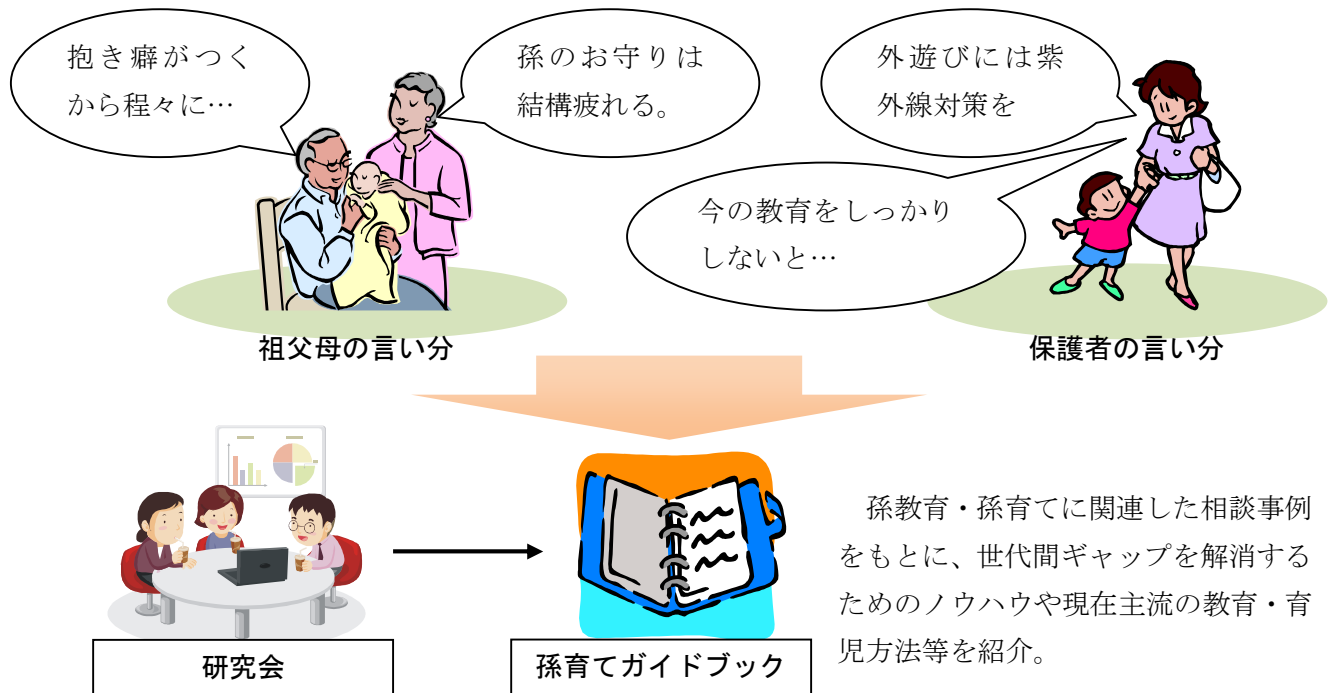 抱き癖がつく
から程々に…
孫のお守りは
結構疲れる。
外遊びには紫
外線対策を
今の教育をしっかり
しないと…
祖父母の言い分
保護者の言い分
孫教育・孫育てに関連した相談事例
をもとに、世代間ギャップを解消する
ためのノウハウや現在主流の教育・育
児方法等を紹介。
研究会
孫育てガイドブック